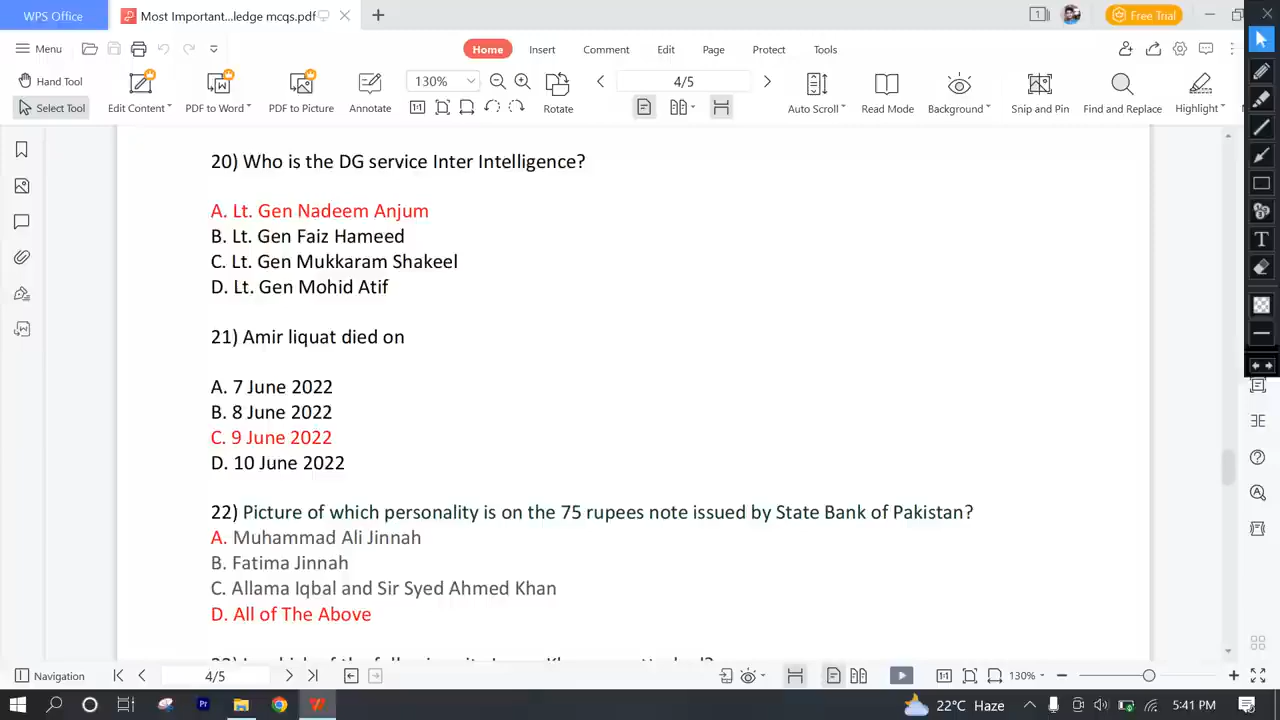 WPS Office
Most Important...ledge mcqs.pdf
Free Trial
Menu
Home Insert Comment Edit Page Protect Tools
Hand Tool
Select Tool
Edit Content
PDF to Word
PDF to Picture
Annotate
130%
Rotate
4/5
Auto Scroll
Read Mode
Background
Snip and Pin
Find and Replace
Highlight
20) Who is the DG service Inter Intelligence?
A. Lt. Gen Nadeem Anjum
B. Lt. Gen Faiz Hameed
C. Lt. Gen Mukkaram Shakeel
D. Lt. Gen Mohid Atif
21) Amir liquat died on
A. 7 June 2022
B. 8 June 2022
C. 9 June 2022
D. 10 June 2022
22) Picture of which personality is on the 75 rupees note issued by State Bank of Pakistan?
A. Muhammad Ali Jinnah
B. Fatima Jinnah
C. Allama Iqbal and Sir Syed Ahmed Khan
D. All of The Above
Navigation
4/5
130%
22°C Haze
5:41 PM